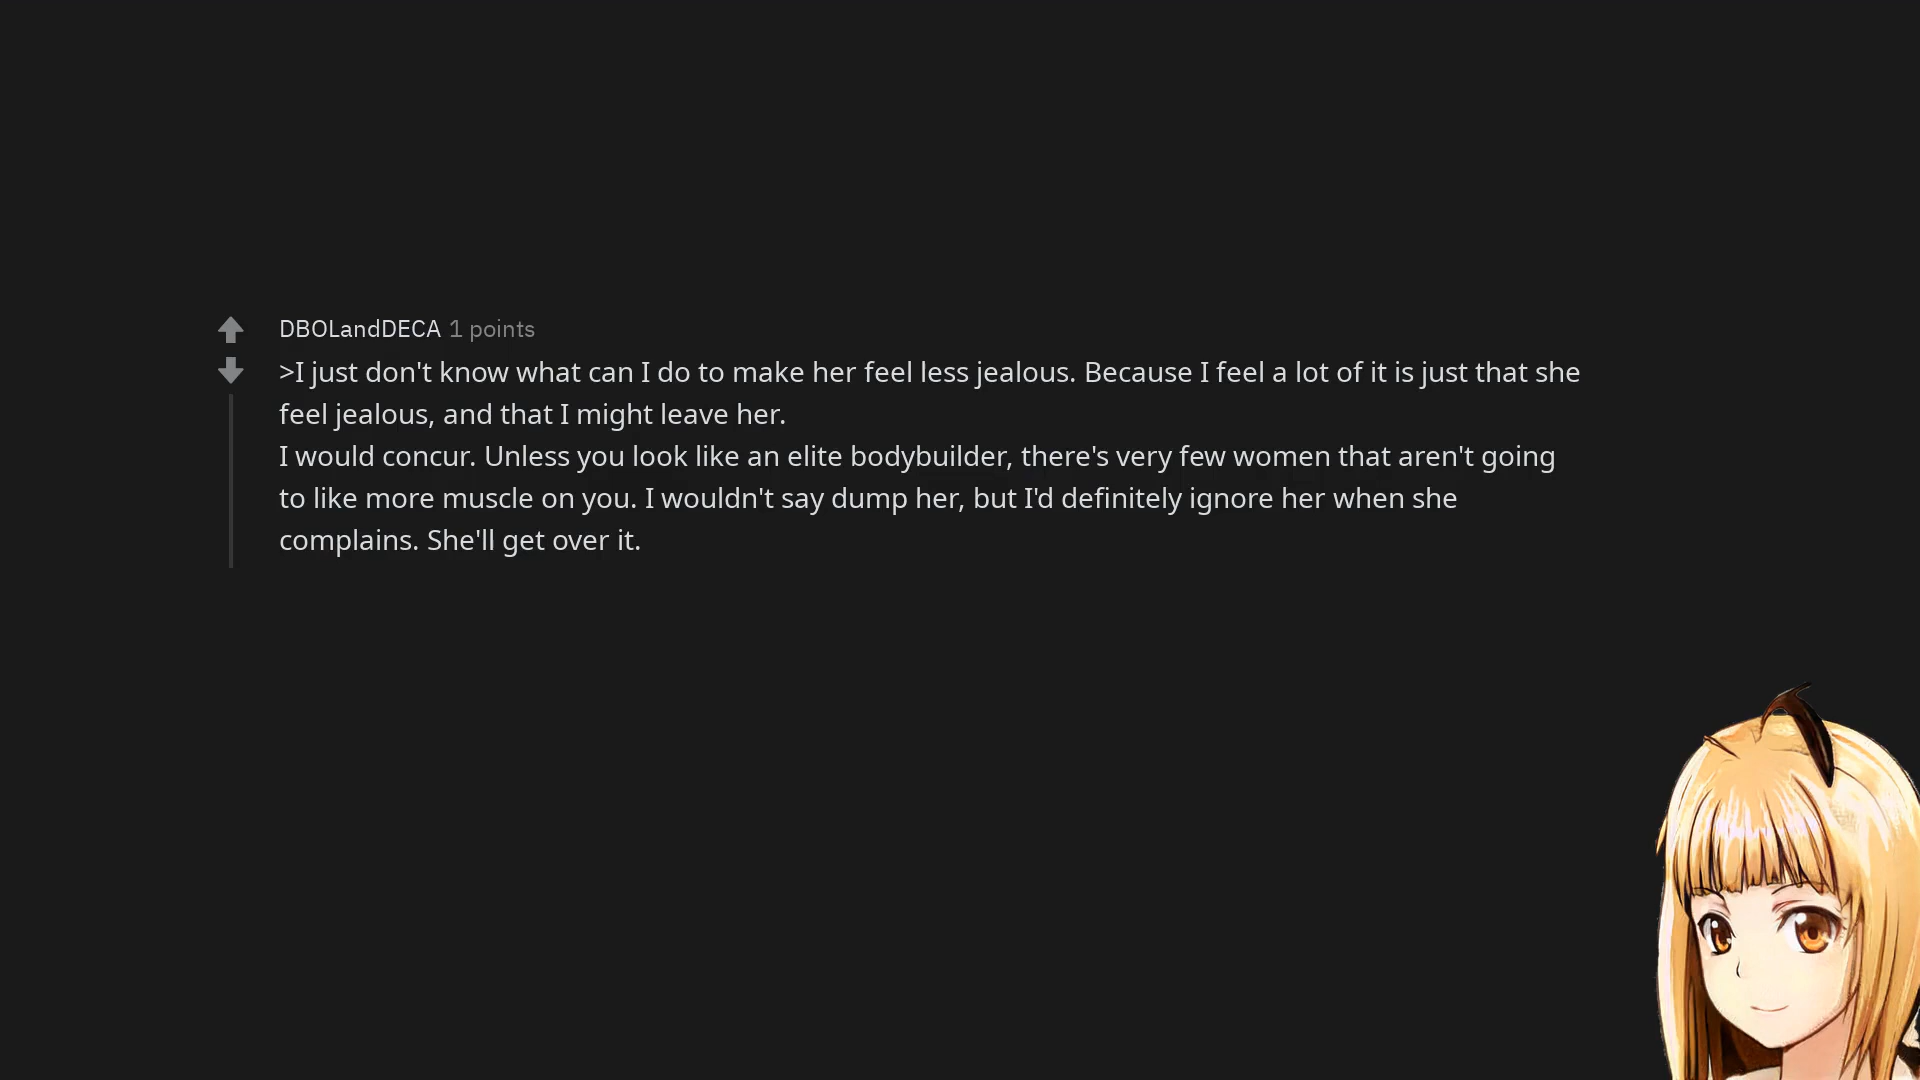 DBOLandDECA 1 points
>I just don't know what can I do to make her feel less jealous. Because I feel a lot of it is just that she
feel jealous, and that I might leave her.
I would concur. Unless you look like an elite bodybuilder, there's very few women that aren't going
to like more muscle on you. I wouldn't say dump her, but I'd definitely ignore her when she
complains. She'll get over it.